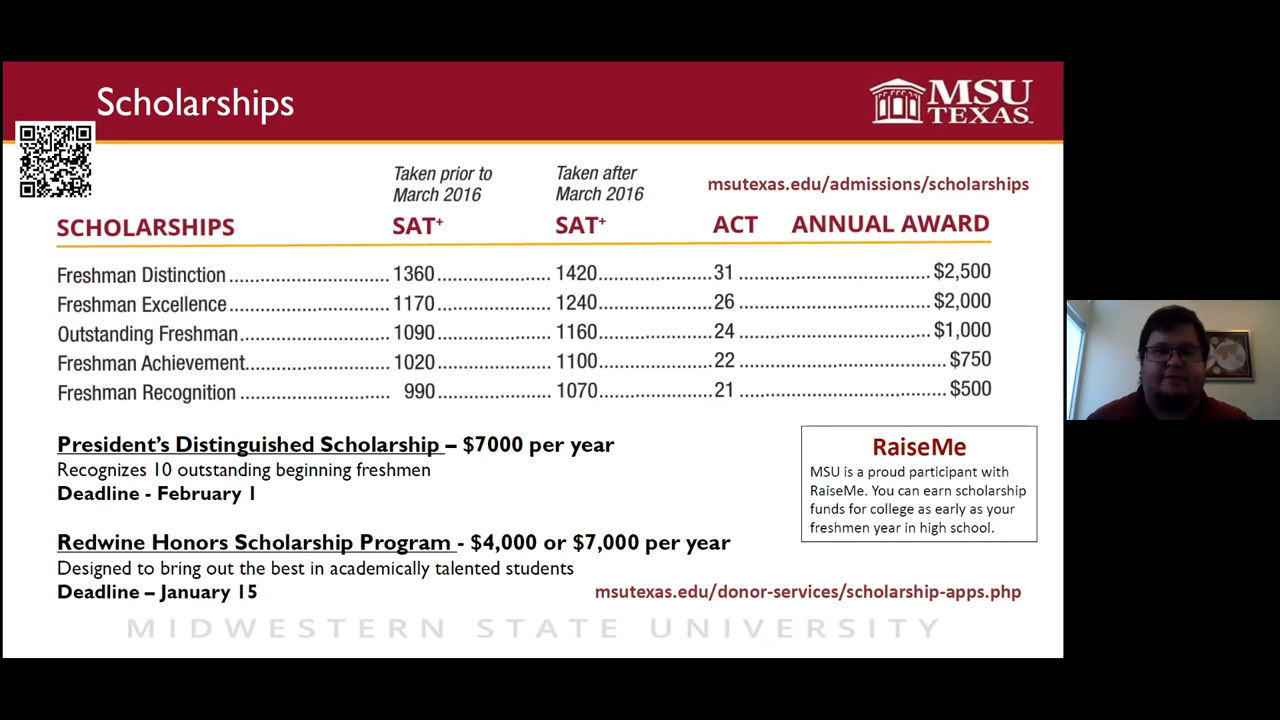 Scholarships
MSU
TEXAS
Taken prior to
March 2016
Taken after
March 2016
msutexas.edu/admissions/scholarships
SCHOLARSHIPS SAT+ SAT+ ACT ANNUAL AWARD
Freshman Distinction 1360 1420 31 $2,500
Freshman Excellence 1170 1240 26 $2,000
Outstanding Freshman 1090 1160 24 $1,000
Freshman Achievement 1020 1100 22 $750
Freshman Recognition 990 1070 21 $500
President's Distinguished Scholarship – $7000 per year
Recognizes 10 outstanding beginning freshmen
Deadline - February 1
RaiseMe
MSU is a proud participant with
RaiseMe. You can earn scholarship
funds for college as early as your
freshmen year in high school.
Redwine Honors Scholarship Program - $4,000 or $7,000 per year
Designed to bring out the best in academically talented students
Deadline – January 15
msutexas.edu/donor-services/scholarship-apps.php
MIDWESTERN STATE UNIVERSITY